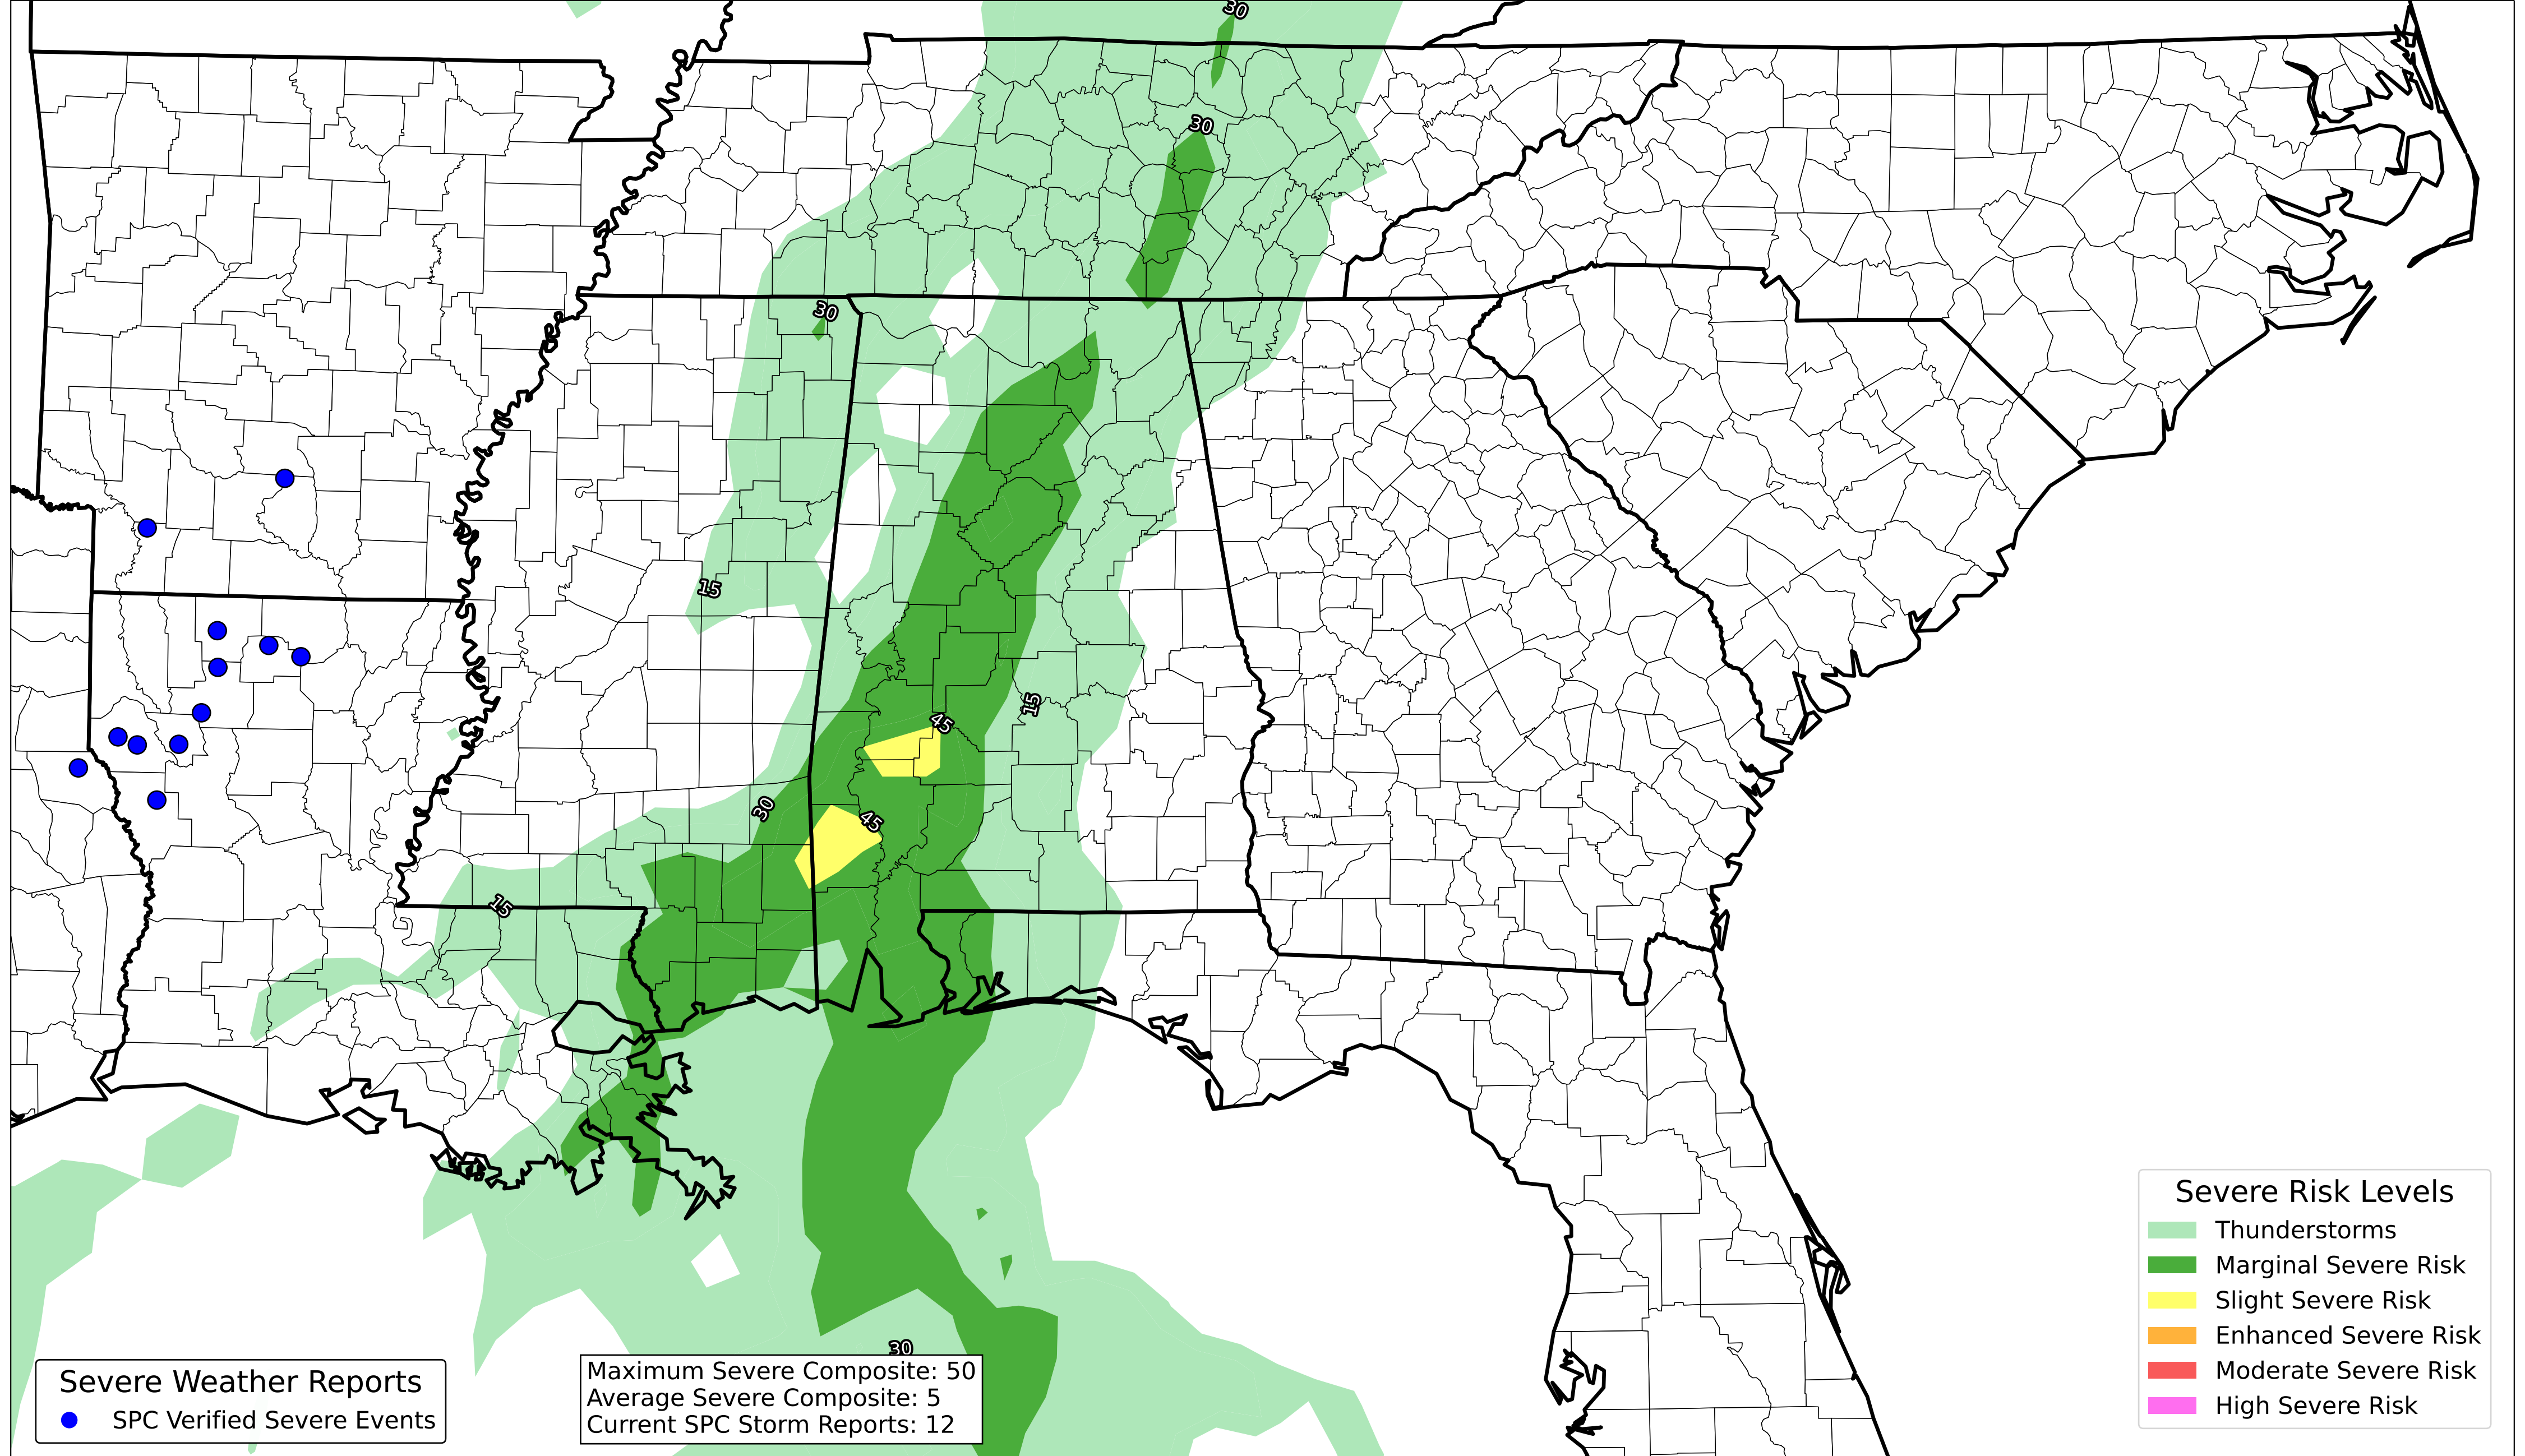 30
30
30
15
15
45
30
45
15
30
Severe Risk Levels
Thunderstorms
Marginal Severe Risk
Slight Severe Risk
Enhanced Severe Risk
Moderate Severe Risk
High Severe Risk
Severe Weather Reports
SPC Verified Severe Events
Maximum Severe Composite: 50
Average Severe Composite: 5
Current SPC Storm Reports: 12